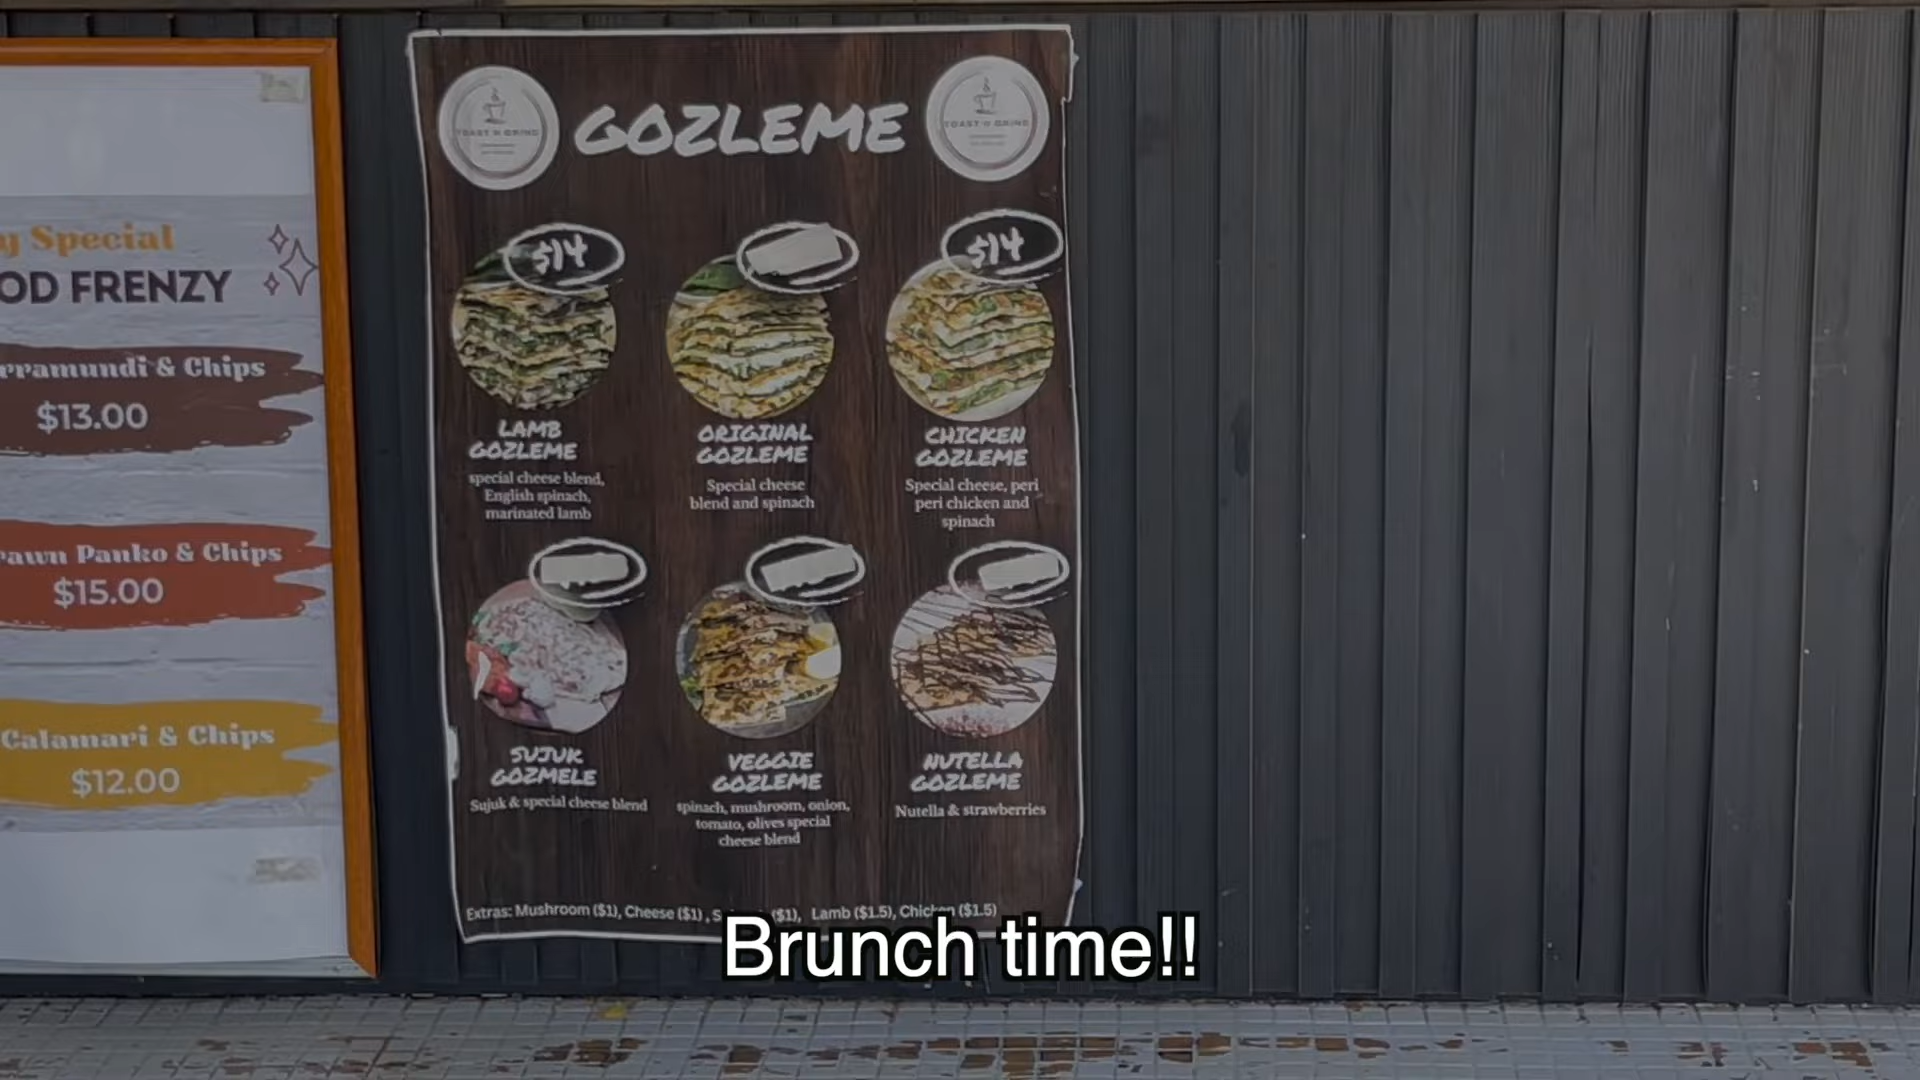 y Special
OD FRENZY
rramundi & Chips
$13.00
rawn Panko & Chips
$15.00
Calamari & Chips
$12.00
TOAST 'N GRIND
GOZLEME
TOAST 'N GRIND
$14
$14
LAMB
GOZLEME
special cheese blend,
English spinach,
marinated lamb
ORIGINAL
GOZLEME
Special cheese
blend and spinach
CHICKEN
GOZLEME
Special cheese, peri
peri chicken and
spinach
SUJUK
GOZMELE
Sujuk & special cheese blend
VEGGIE
GOZLEME
spinach, mushroom, onion,
tomato, olives special
cheese blend
NUTELLA
GOZLEME
Nutella & strawberries
Extras: Mushroom ($1), Cheese ($1), ($1), Lamb ($1.5), Chicken ($1.5)
Brunch time!!